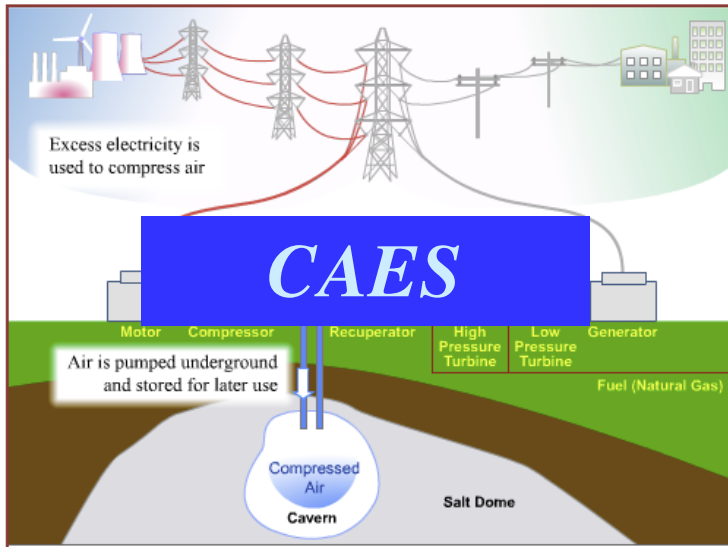 Excess electricity is
used to compress air
CAES
Motor
Compressor
Recuperator
High
Pressure
Turbine
Low
Pressure
Turbine
Generator
Air is pumped underground
and stored for later use
Fuel (Natural Gas)
Compressed
Air
Cavern
Salt Dome